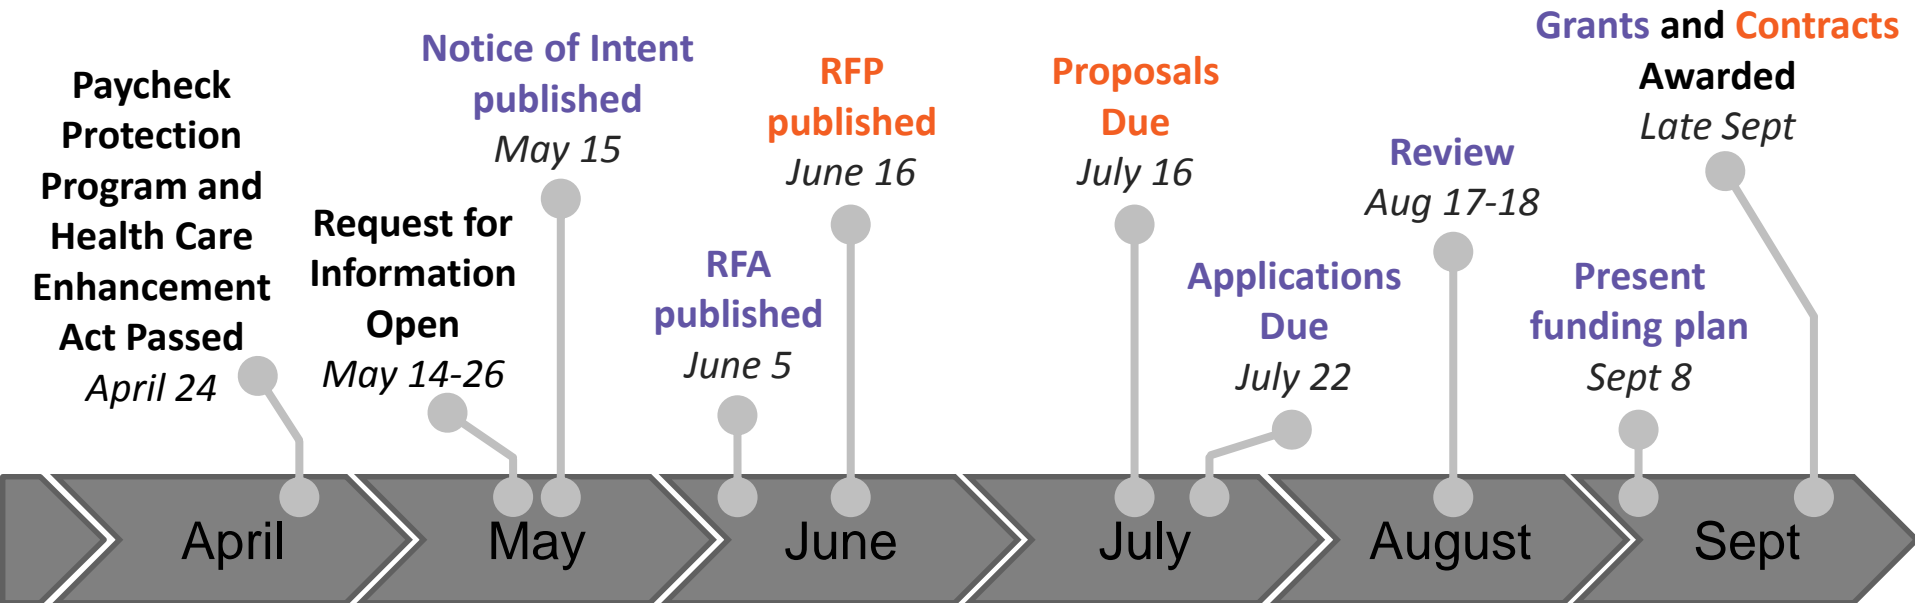 Paycheck
Protection
Program and
Health Care
Enhancement
Act Passed
April 24
Request for
Information
Open
May 14-26
Notice of Intent
published
May 15
RFA
published
June 5
RFP
published
June 16
Proposals
Due
July 16
Applications
Due
July 22
Review
Aug 17-18
Present
funding plan
Sept 8
Grants and Contracts
Awarded
Late Sept
April
May
June
July
August
Sept